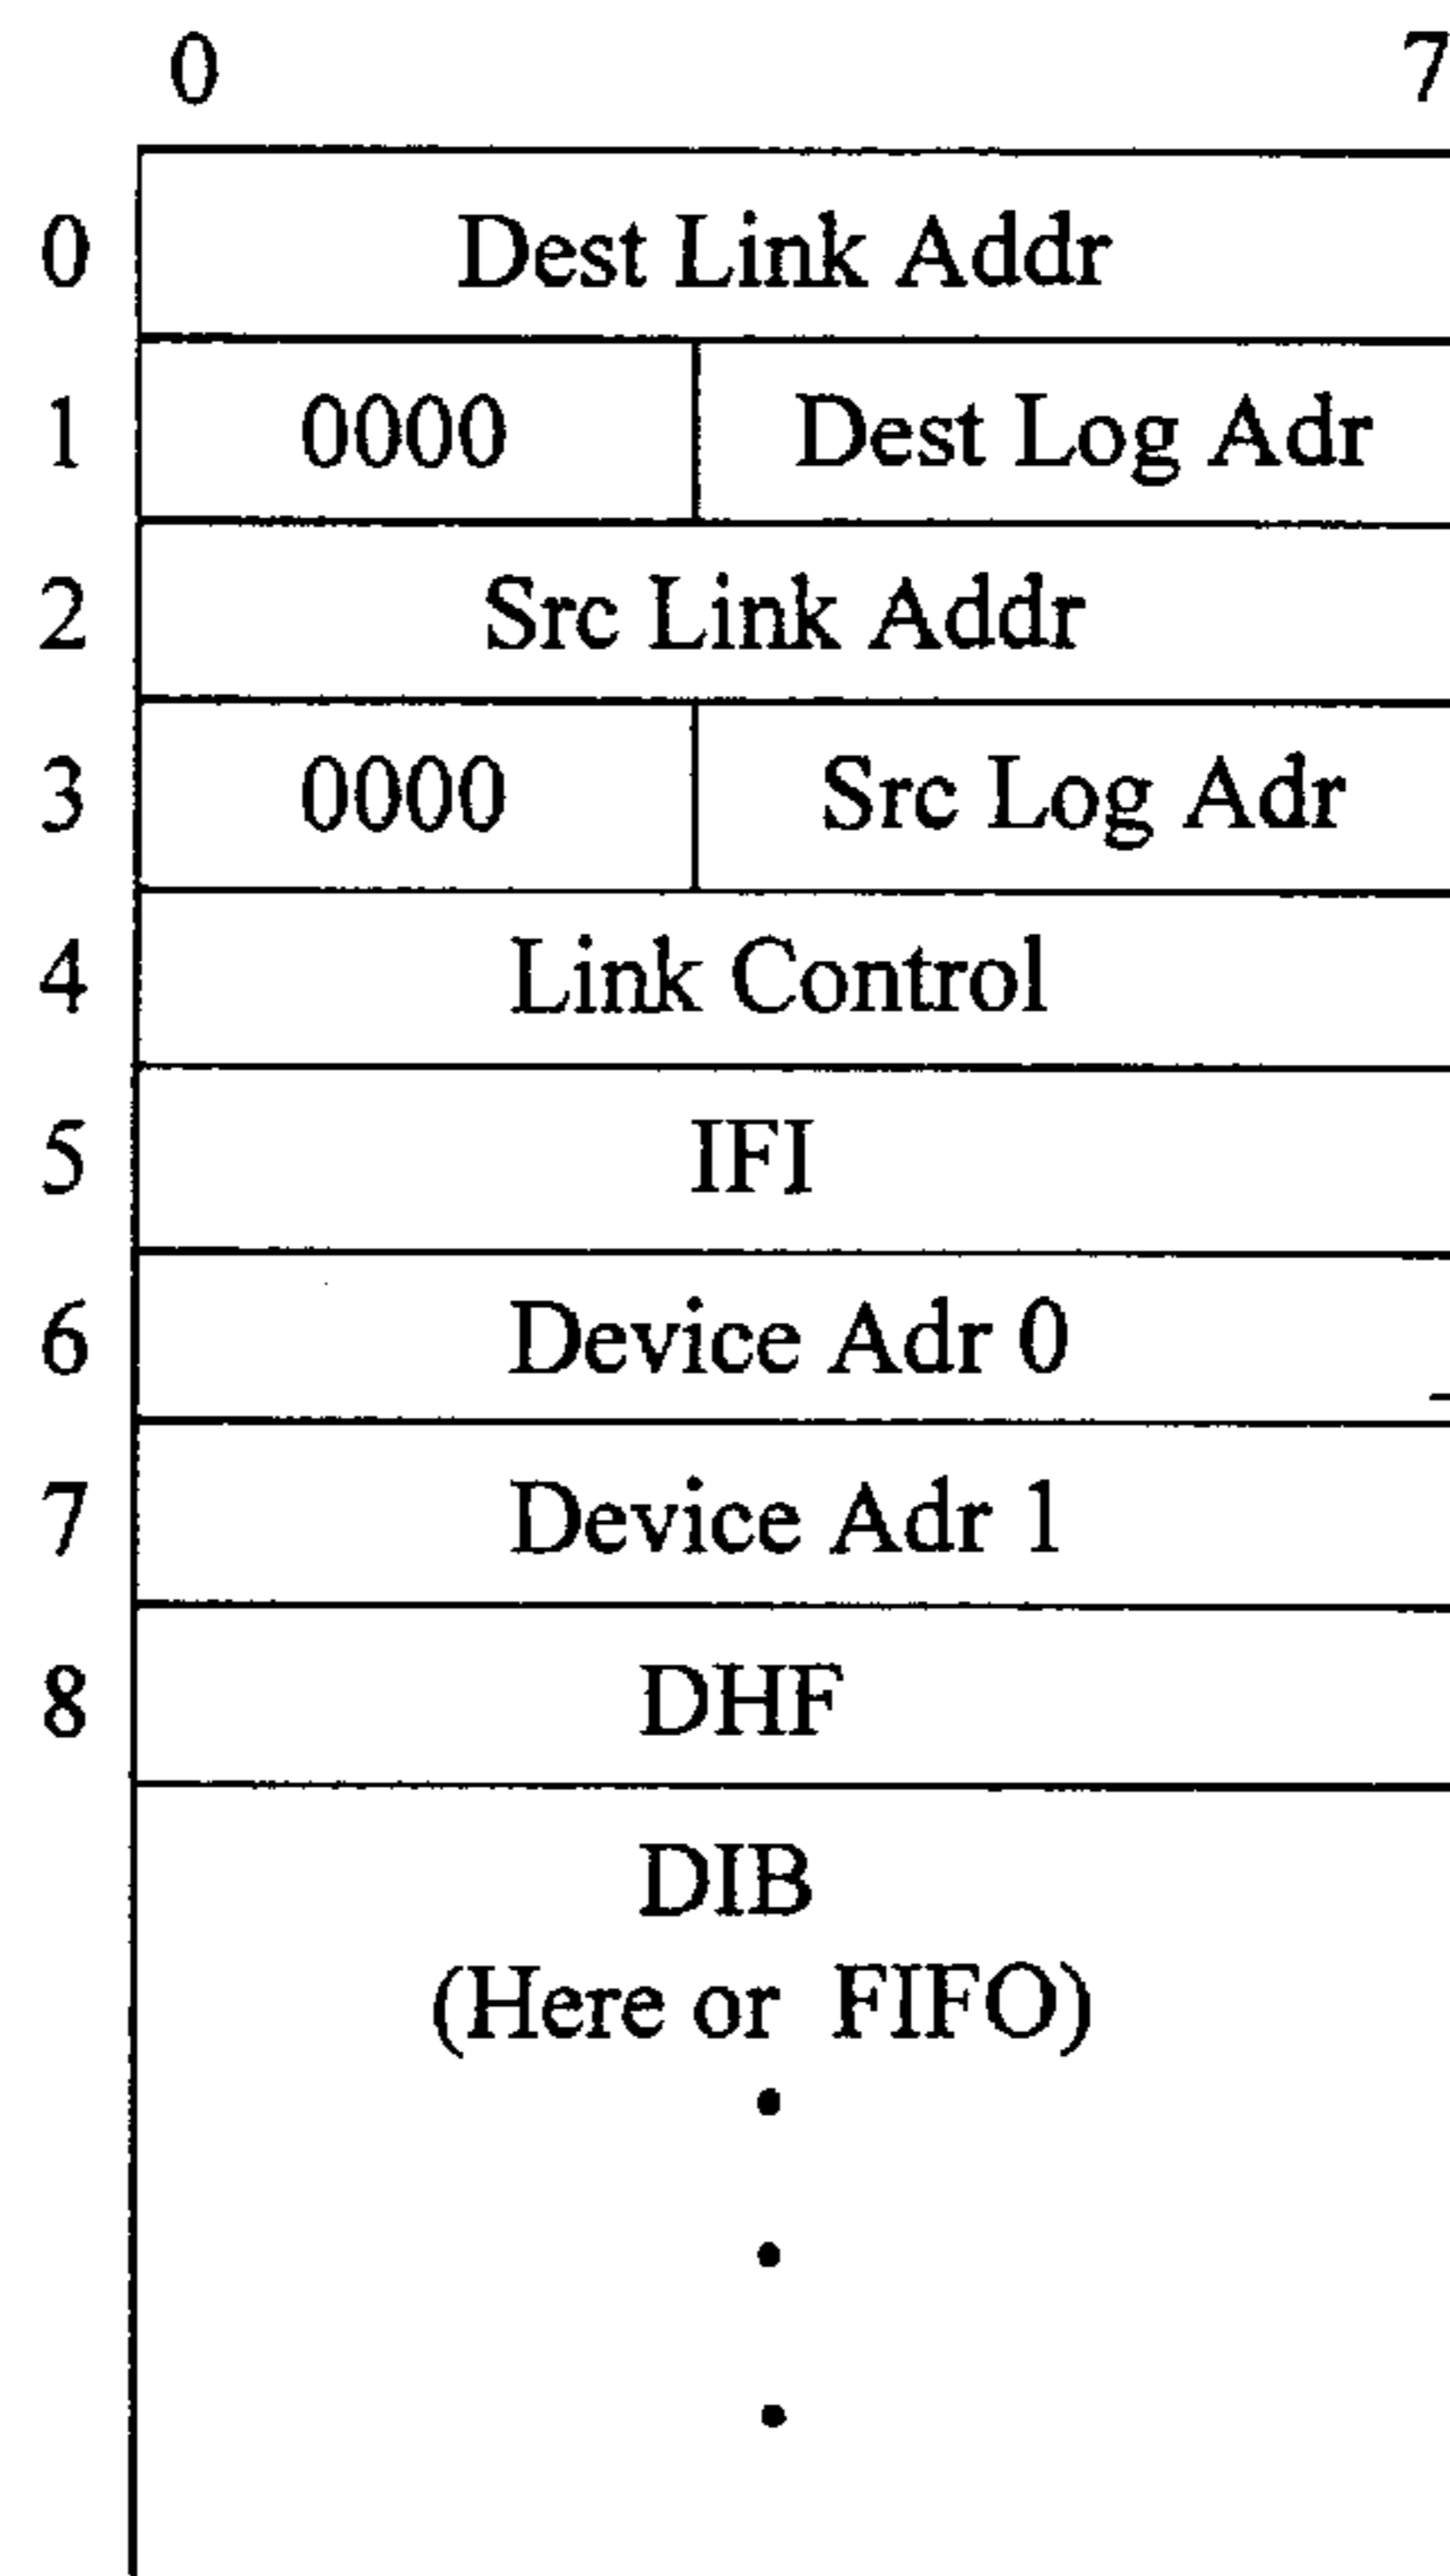 0 7
0 Dest Link Addr
1 0000 Dest Log Adr
2 Src Link Addr
3 0000 Src Log Adr
4 Link Control
5 IFI
6 Device Adr 0
7 Device Adr 1
8 DHF
DIB
(Here or FIFO)